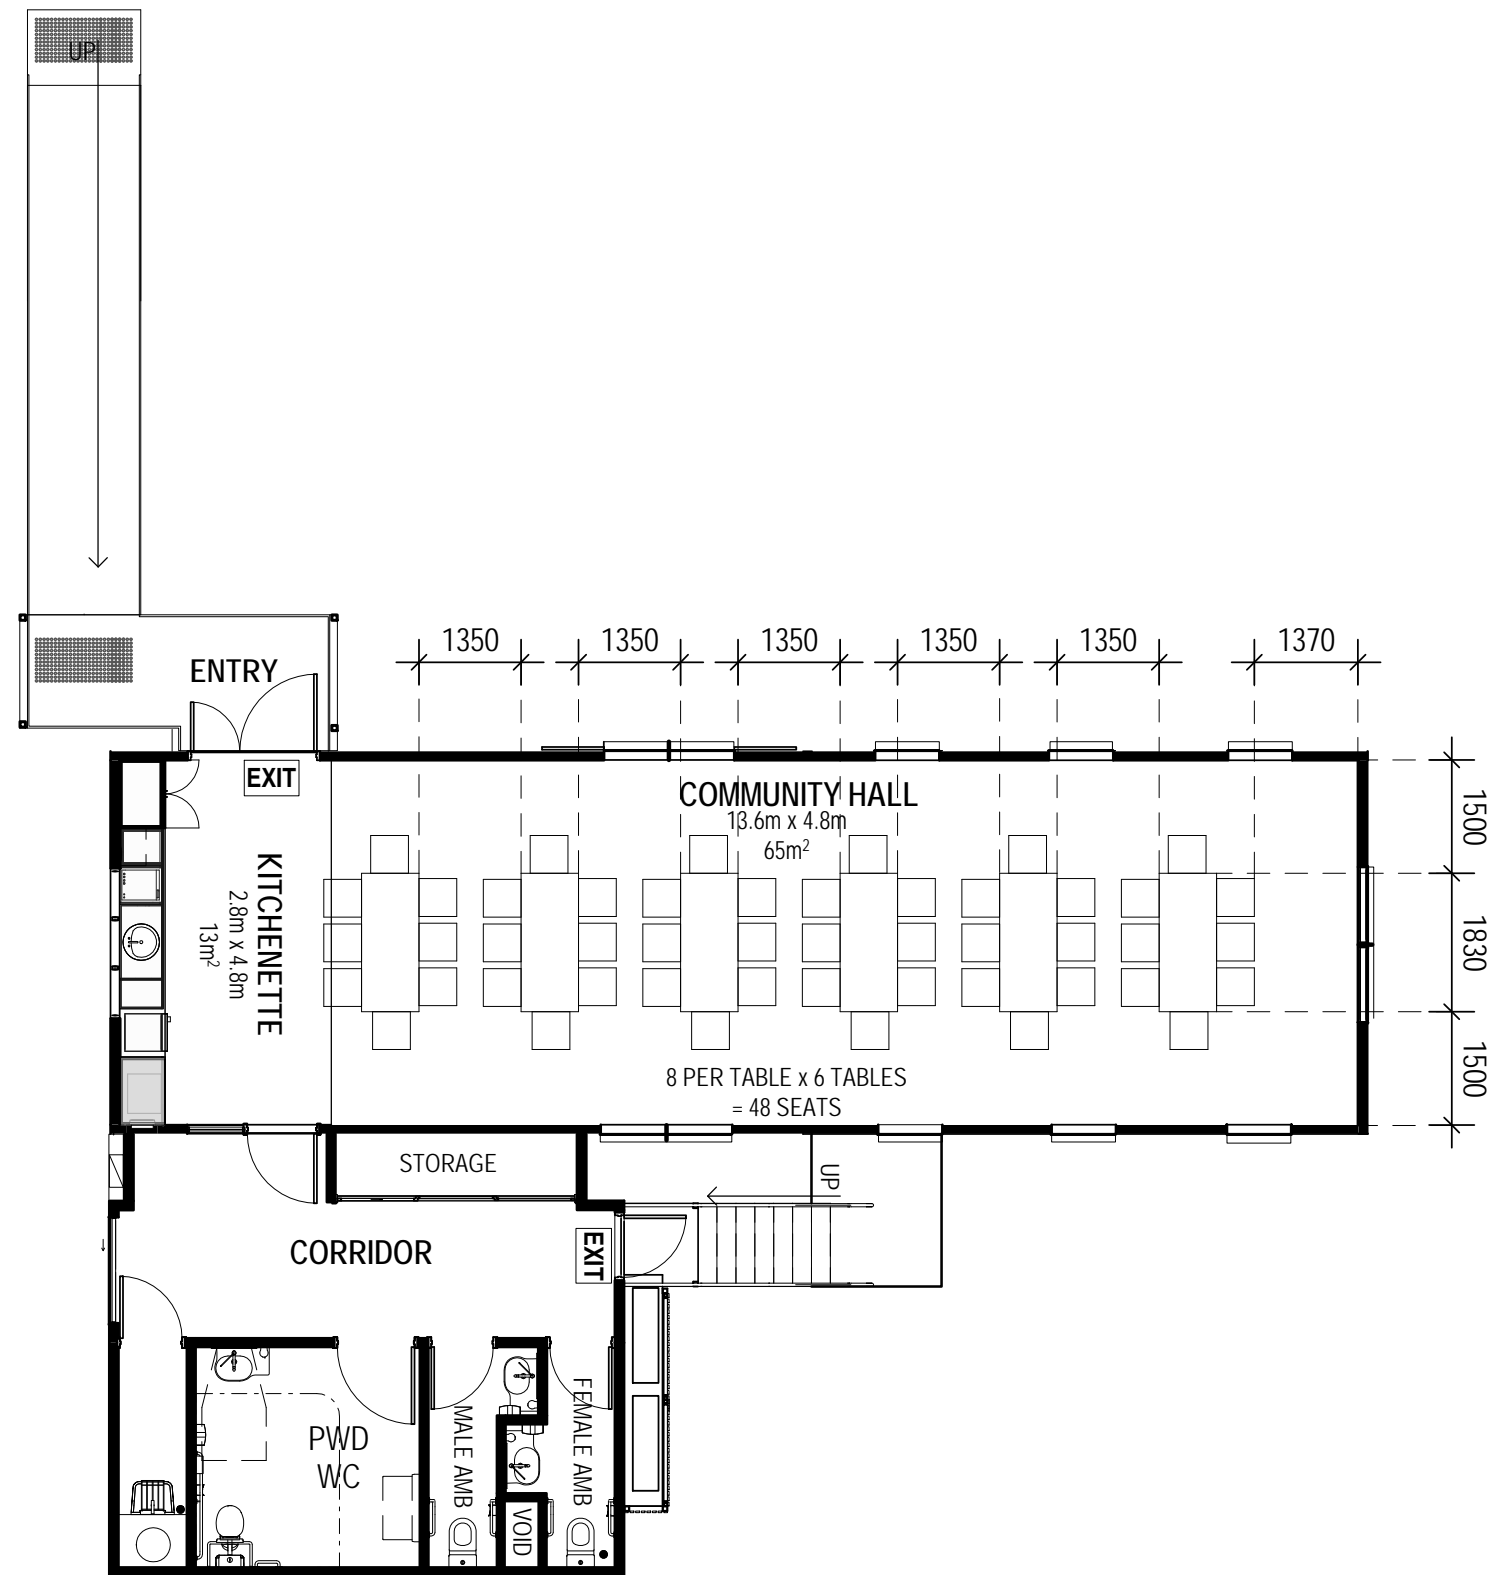 UP
ENTRY
1350
1350
1350
1350
1350
1370
EXIT
COMMUNITY HALL
13.6m x 4.8m
65m²
1500
KITCHENETTE
2.8m x 4.8m
13m²
1830
8 PER TABLE x 6 TABLES
= 48 SEATS
1500
STORAGE
UP
CORRIDOR
EXIT
PWD
WC
MALE AMB
FEMALE AMB
VOID